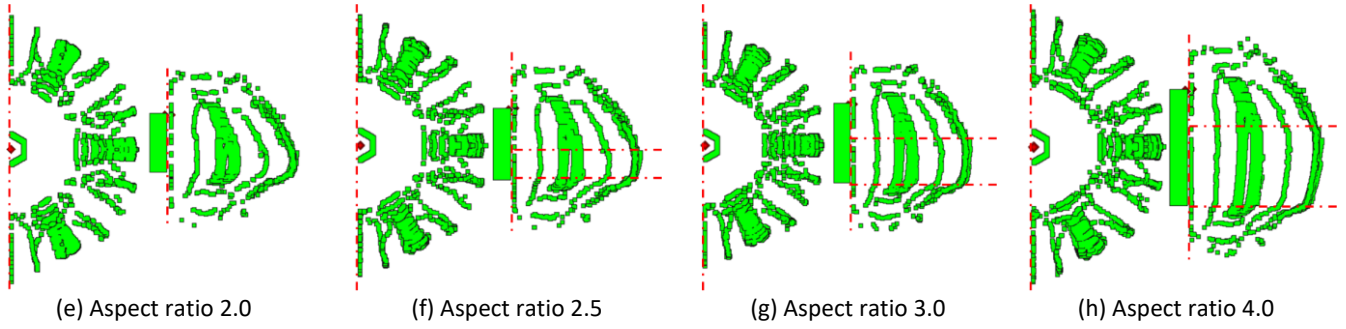 (e) Aspect ratio 2.0
(f) Aspect ratio 2.5
(g) Aspect ratio 3.0
(h) Aspect ratio 4.0